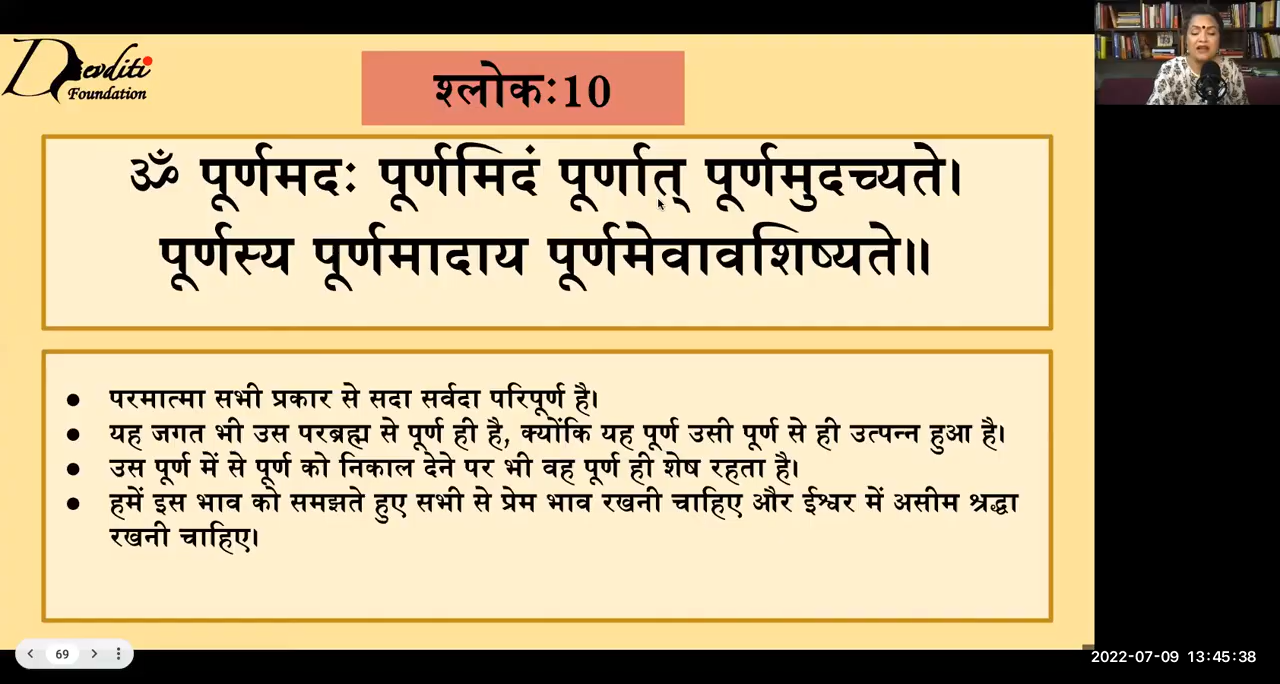 Devditi
Foundation
श्लोकः10
ॐ पूर्णमदः पूर्णमिदं पूर्णात् पूर्णमुदच्यते।
पूर्णस्य पूर्णमादाय पूर्णमेवावशिष्यते॥
● परमात्मा सभी प्रकार से सदा सर्वदा परिपूर्ण है।
● यह जगत भी उस परब्रह्म से पूर्ण ही है, क्योंकि यह पूर्ण उसी पूर्ण से ही उत्पन्न हुआ है।
● उस पूर्ण में से पूर्ण को निकाल देने पर भी वह पूर्ण ही शेष रहता है।
● हमें इस भाव को समझते हुए सभी से प्रेम भाव रखनी चाहिए और ईश्वर में असीम श्रद्धा
रखनी चाहिए।
69
2022-07-09 13:45:38